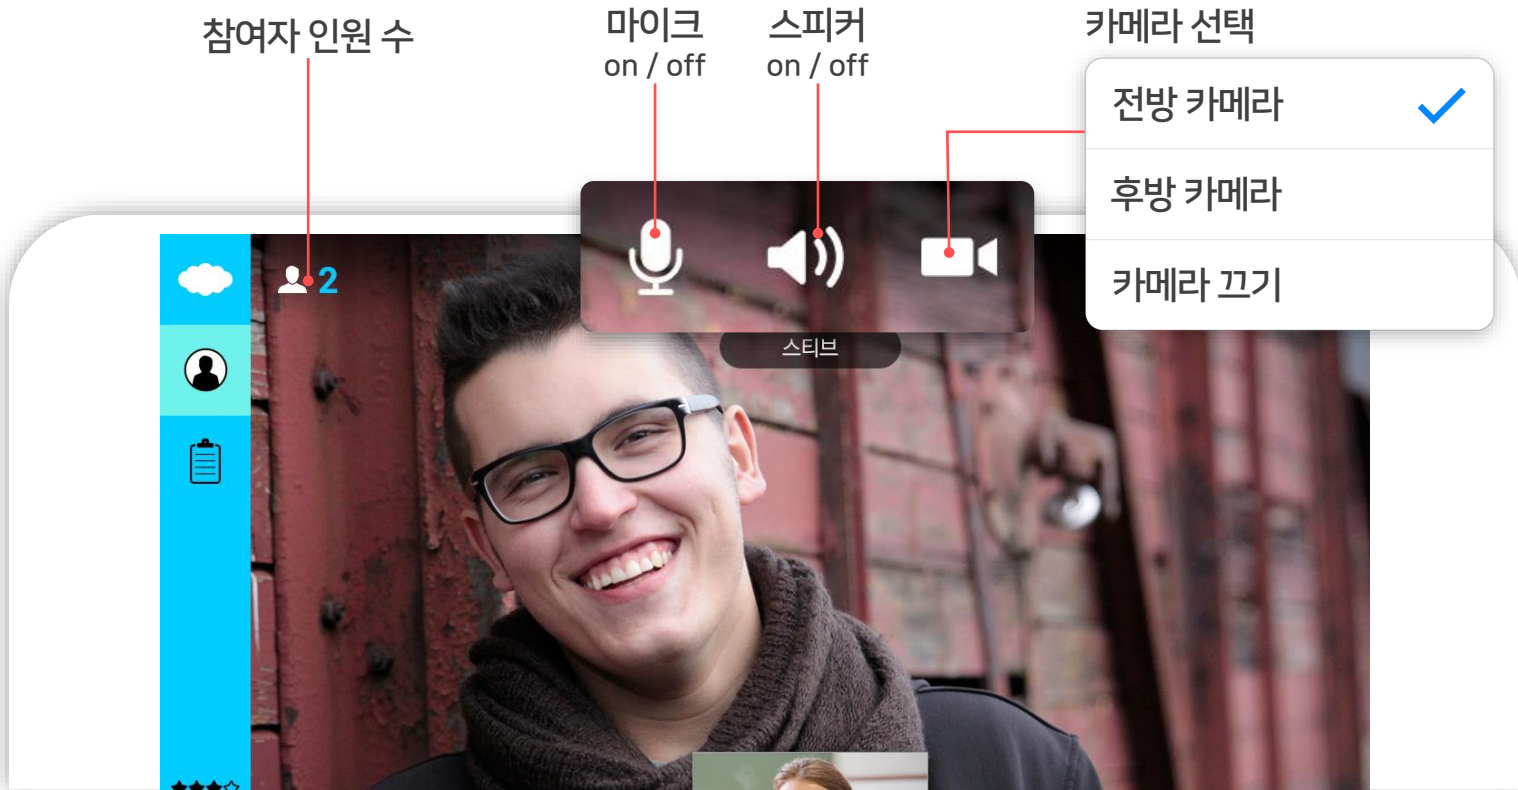 참여자 인원 수
마이크
on / off
스피커
on / off
카메라 선택
전방 카메라
후방 카메라
카메라 끄기
2
스티브